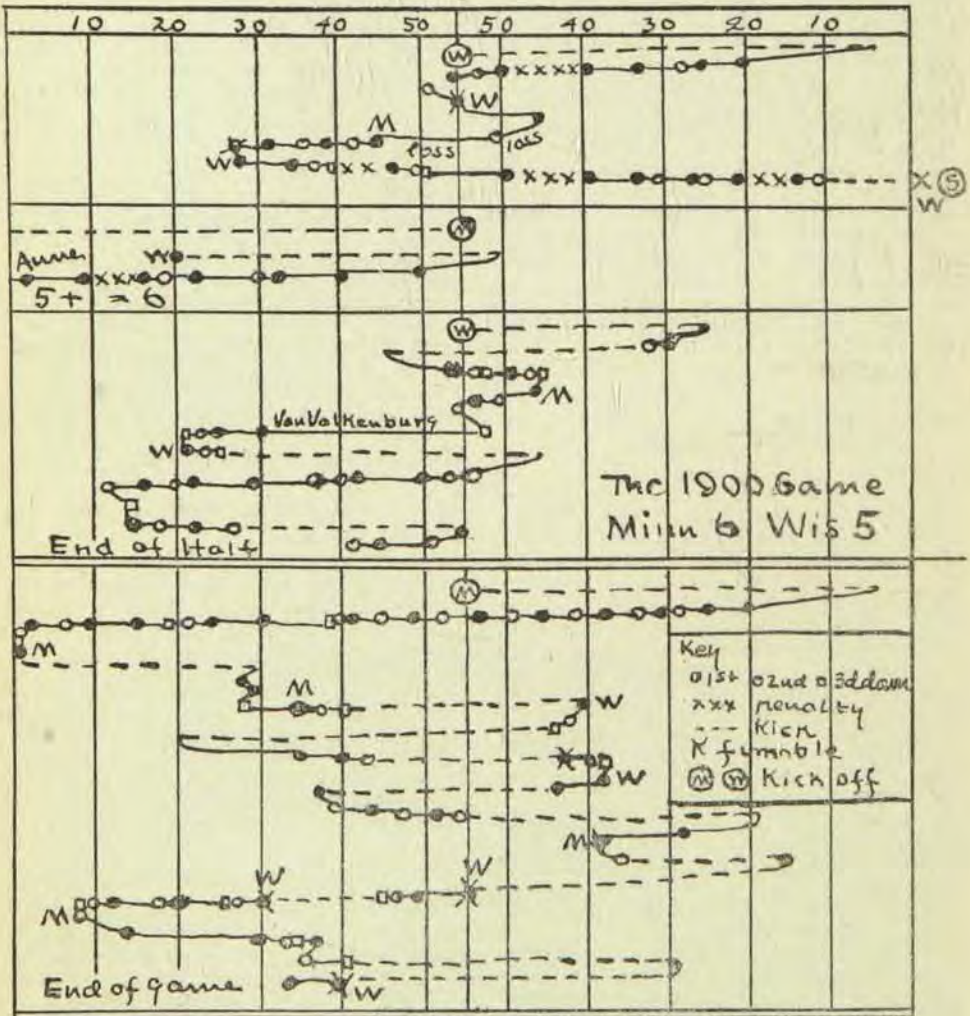 10 20 30 40 50 50 40 30 20 10
W
W
M
loss loss
W
X 5
W
M
W
5+ = 6
W
M
VanValkenburg
W
The 1900 Game
Minn 6 Wis 5
End of Half
M
M
Key
1st 2nd 3d down
xxx penalty
--- Kick
X fumble
M W Kick off
M W
W
M
W W
M
End of game
W